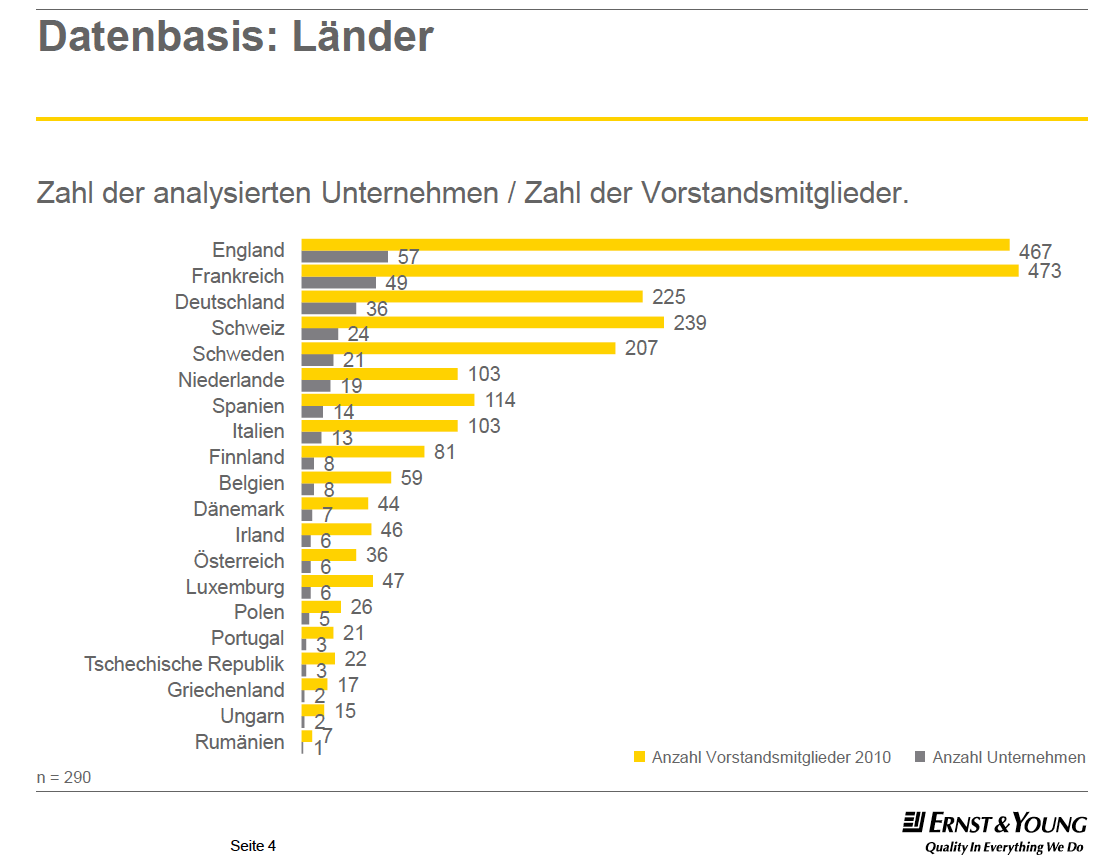 Datenbasis: Länder
Zahl der analysierten Unternehmen / Zahl der Vorstandsmitglieder.
England 467
57
Frankreich 473
49
Deutschland 225
36
Schweiz 239
24
Schweden 207
21
Niederlande 103
19
Spanien 114
14
Italien 103
13
Finnland 81
8
Belgien 59
8
Dänemark 44
7
Irland 46
6
Österreich 36
6
Luxemburg 47
6
Polen 26
5
Portugal 21
3
Tschechische Republik 22
3
Griechenland 17
2
Ungarn 15
2
Rumänien 7
1
Anzahl Vorstandsmitglieder 2010 Anzahl Unternehmen
n = 290
ERNST & YOUNG
Quality In Everything We Do
Seite 4